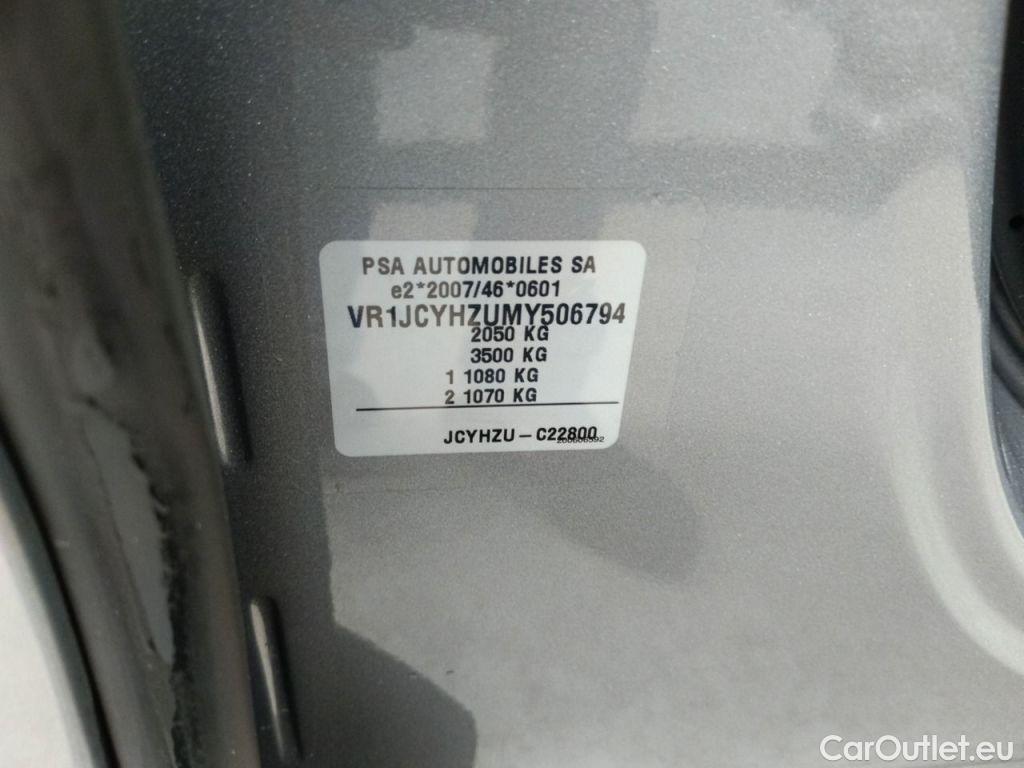 PSA AUTOMOBILES SA
e2*2007/46*0601
VR1JCYHZUMY506794
2050 KG
3500 KG
1 1080 KG
2 1070 KG
JCYHZU – C22800
CarOutlet.eu